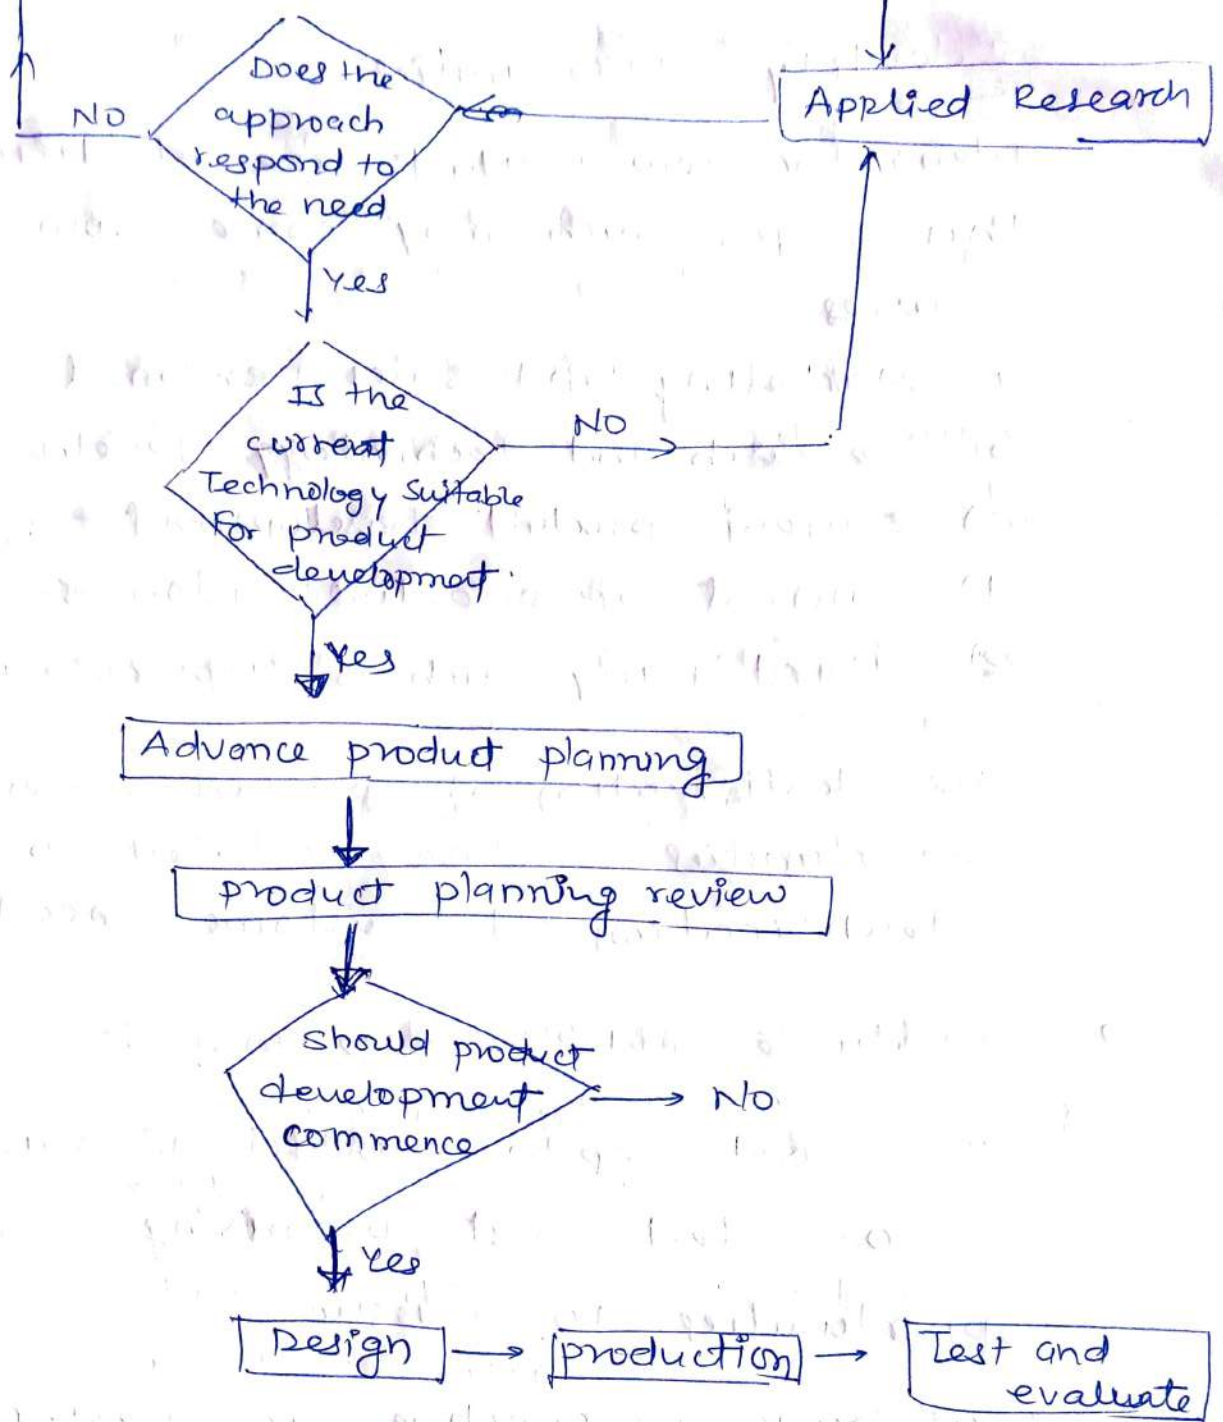 Does the
approach
respond to
the need
NO
Applied Research
Yes
Is the
current
Technology suitable
For product
development.
NO
Yes
Advance product planning
product planning review
should product
development
commence
NO
Yes
Design
production
Test and
evaluate